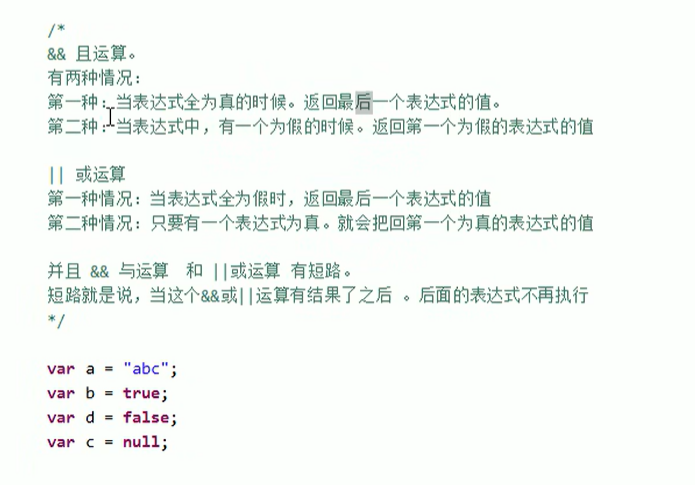 /*
&& 且运算。
有两种情况：
第一种：当表达式全为真的时候。返回最后一个表达式的值。
第二种：当表达式中，有一个为假的时候。返回第一个为假的表达式的值
|| 或运算
第一种情况：当表达式全为假时，返回最后一个表达式的值
第二种情况：只要有一个表达式为真。就会把回第一个为真的表达式的值
并且 && 与运算 和 ||或运算 有短路。
短路就是说，当这个&&或||运算有结果了之后 。后面的表达式不再执行
*/
var a = "abc";
var b = true;
var d = false;
var c = null;